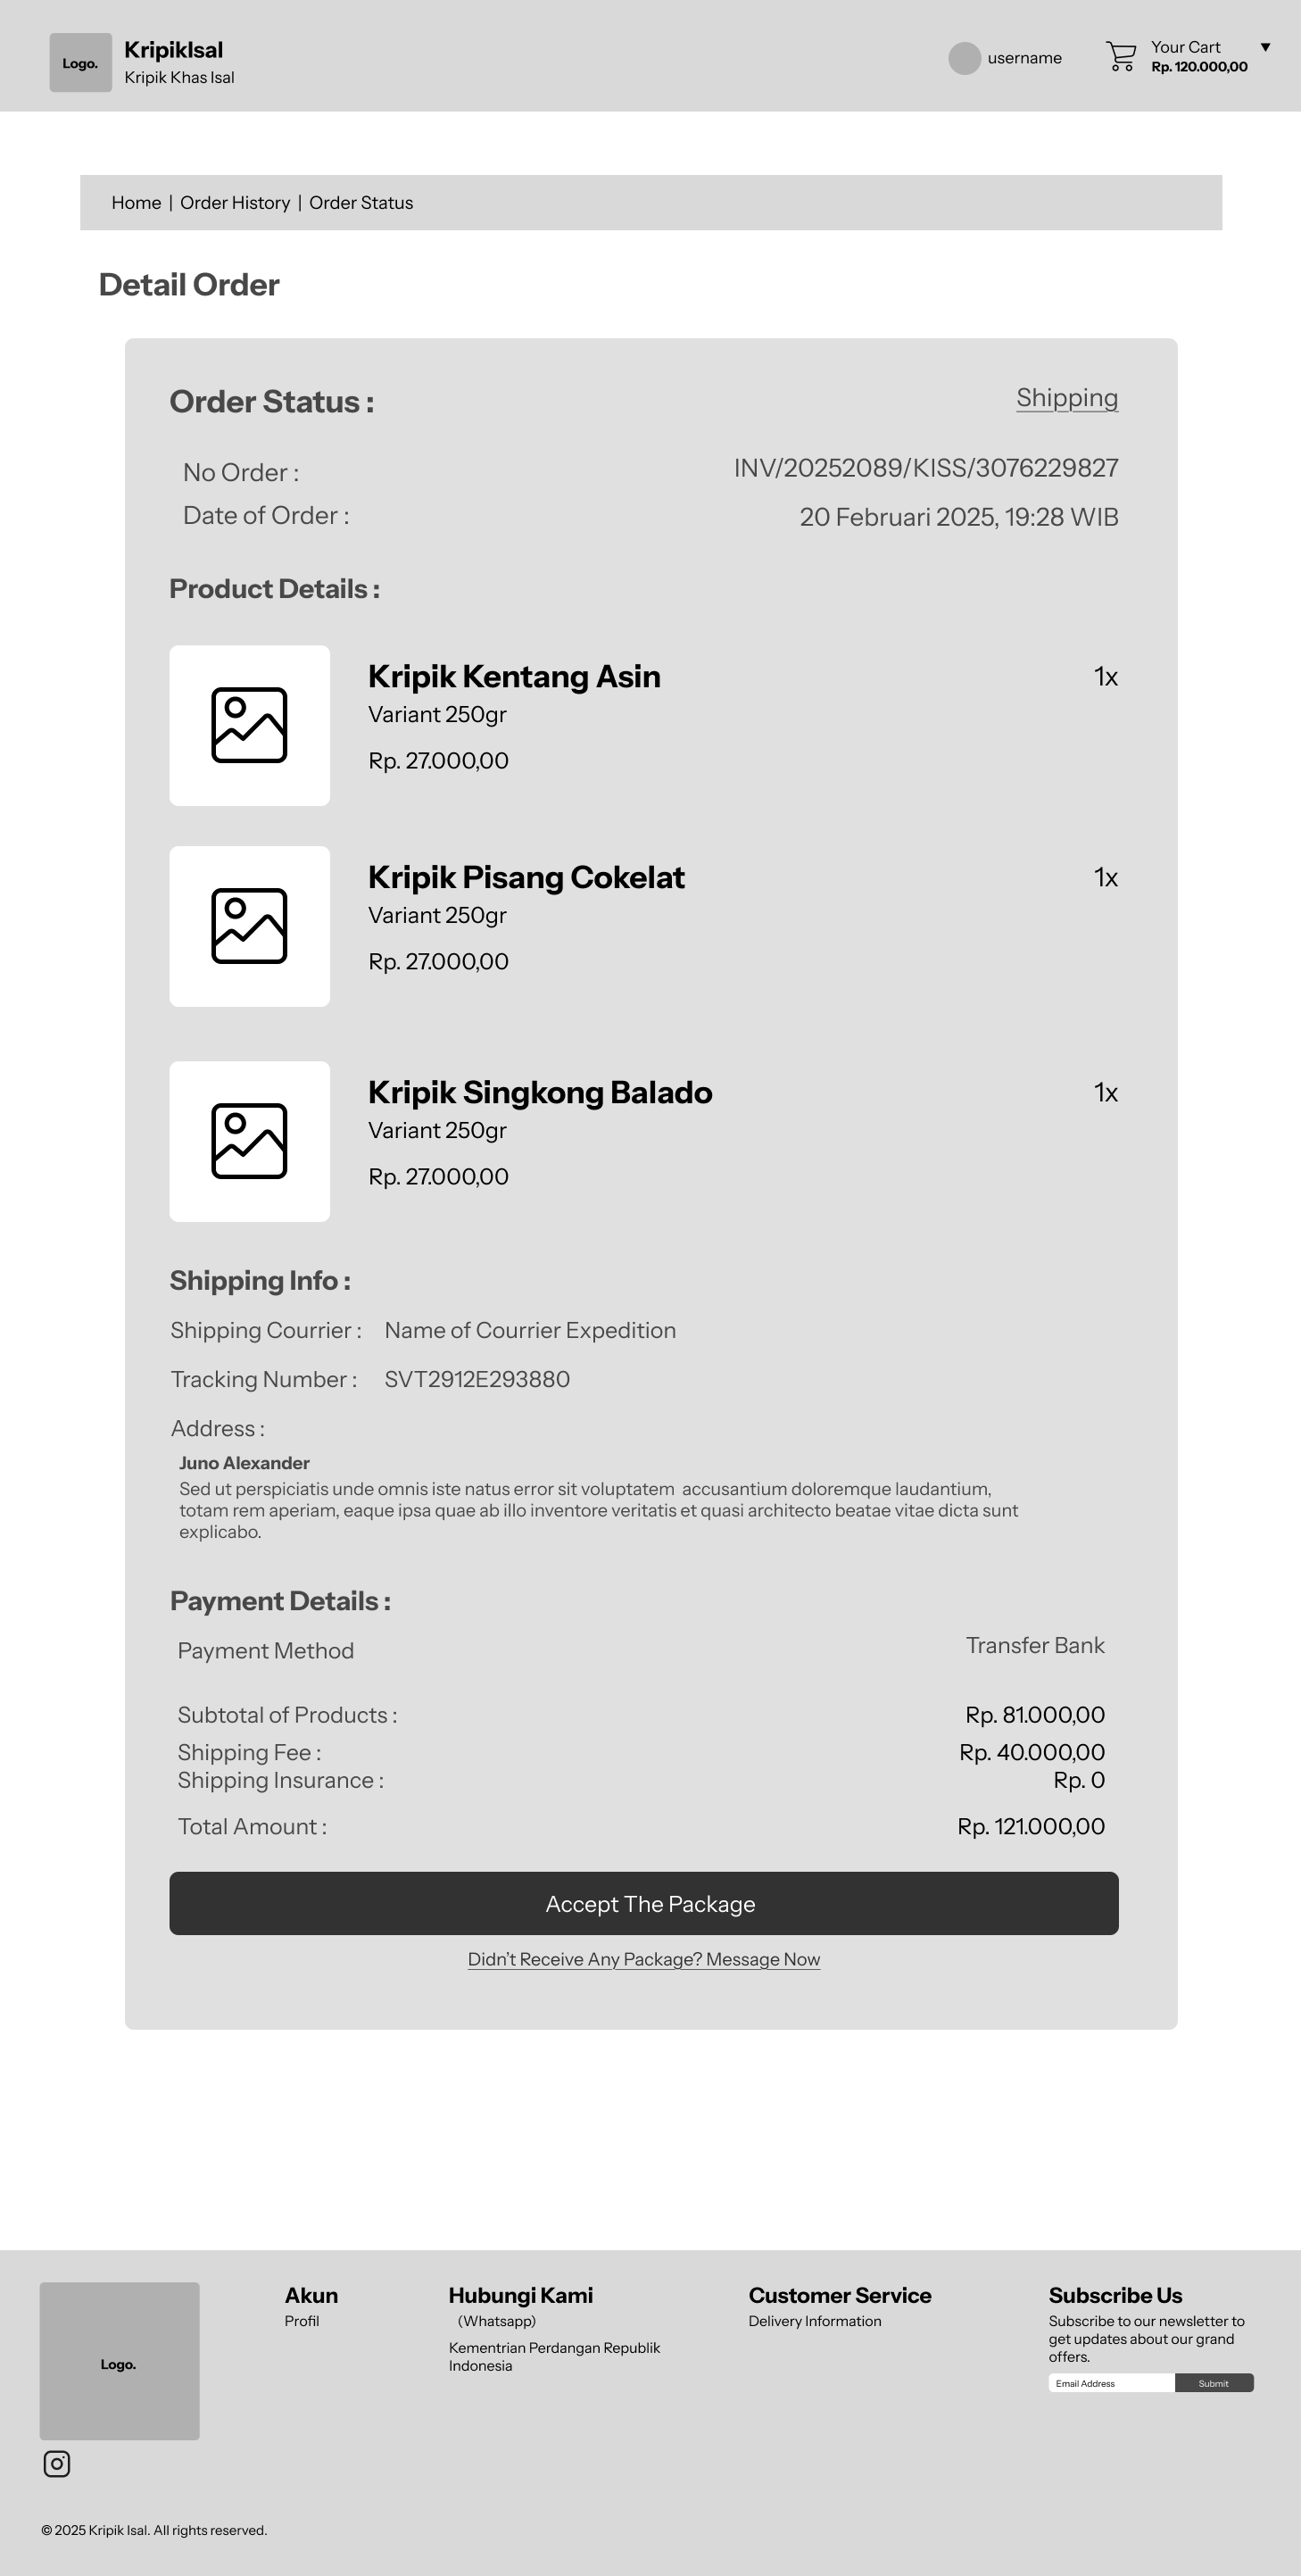 Logo.
KripikIsal
Kripik Khas Isal
username
Your Cart
Rp. 120.000,00
Home | Order History | Order Status
Detail Order
Order Status :
Shipping
No Order :
INV/20252089/KISS/3076229827
Date of Order :
20 Februari 2025, 19:28 WIB
Product Details :
Kripik Kentang Asin
1x
Variant 250gr
Rp. 27.000,00
Kripik Pisang Cokelat
1x
Variant 250gr
Rp. 27.000,00
Kripik Singkong Balado
1x
Variant 250gr
Rp. 27.000,00
Shipping Info :
Shipping Courrier : Name of Courrier Expedition
Tracking Number : SVT2912E293880
Address :
Juno Alexander
Sed ut perspiciatis unde omnis iste natus error sit voluptatem accusantium doloremque laudantium,
totam rem aperiam, eaque ipsa quae ab illo inventore veritatis et quasi architecto beatae vitae dicta sunt
explicabo.
Payment Details :
Payment Method
Transfer Bank
Subtotal of Products :
Rp. 81.000,00
Shipping Fee :
Rp. 40.000,00
Shipping Insurance :
Rp. 0
Total Amount :
Rp. 121.000,00
Accept The Package
Didn't Receive Any Package? Message Now
Logo.
Akun
Profil
Hubungi Kami
(Whatsapp)
Kementrian Perdangan Republik
Indonesia
Customer Service
Delivery Information
Subscribe Us
Subscribe to our newsletter to
get updates about our grand
offers.
Email Address
Submit
© 2025 Kripik Isal. All rights reserved.